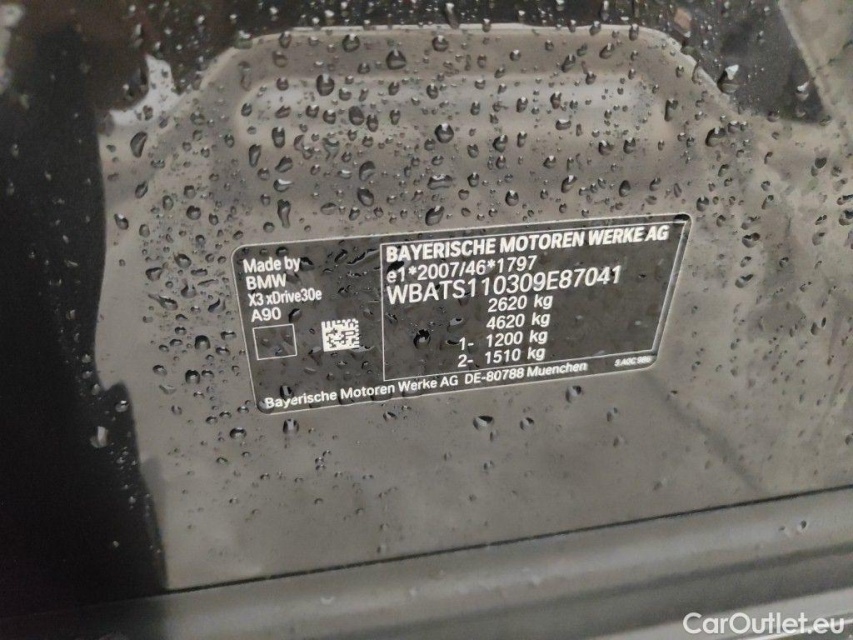 Made by
BMW
X3 xDrive30e
A90
BAYERISCHE MOTOREN WERKE AG
e1*2007/46*1797
WBATS110309E87041
2620 kg
4620 kg
1- 1200 kg
2- 1510 kg
Bayerische Motoren Werke AG DE-80788 Muenchen
CarOutlet.eu